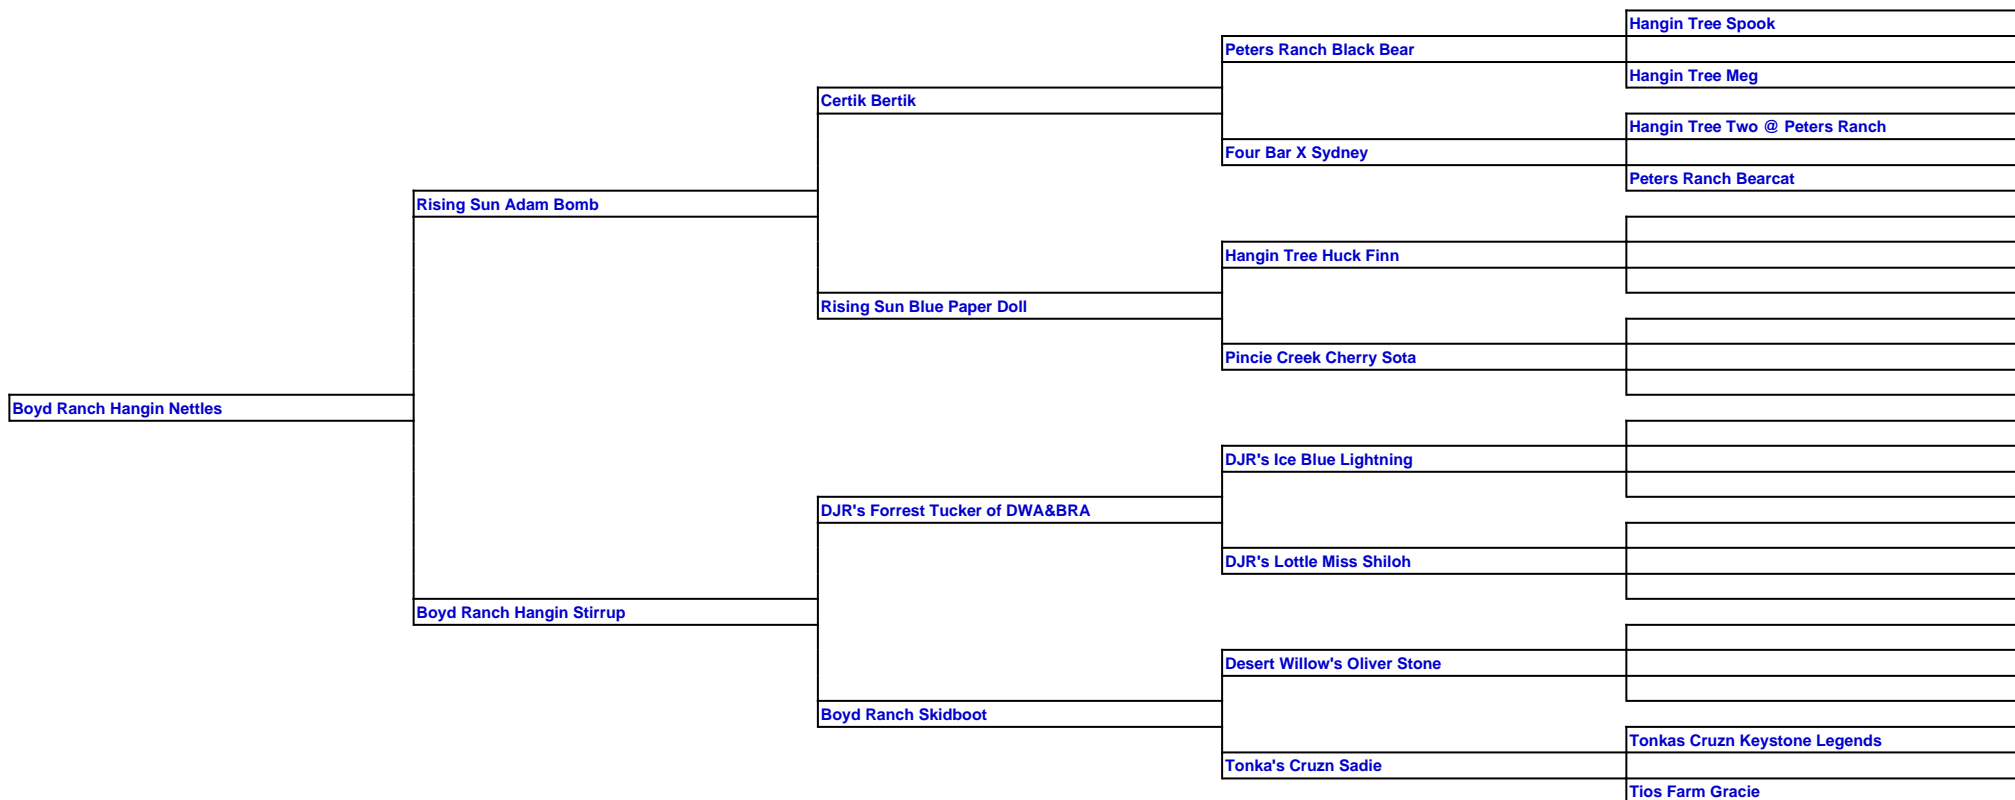 Hangin Tree Spook
Peters Ranch Black Bear
Hangin Tree Meg
Certik Bertik
Hangin Tree Two @ Peters Ranch
Four Bar X Sydney
Peters Ranch Bearcat
Rising Sun Adam Bomb
Hangin Tree Huck Finn
Rising Sun Blue Paper Doll
Pincie Creek Cherry Sota
Boyd Ranch Hangin Nettles
DJR's Ice Blue Lightning
DJR's Forrest Tucker of DWA&BRA
DJR's Lottle Miss Shiloh
Boyd Ranch Hangin Stirrup
Desert Willow's Oliver Stone
Boyd Ranch Skidboot
Tonkas Cruzn Keystone Legends
Tonka's Cruzn Sadie
Tios Farm Gracie